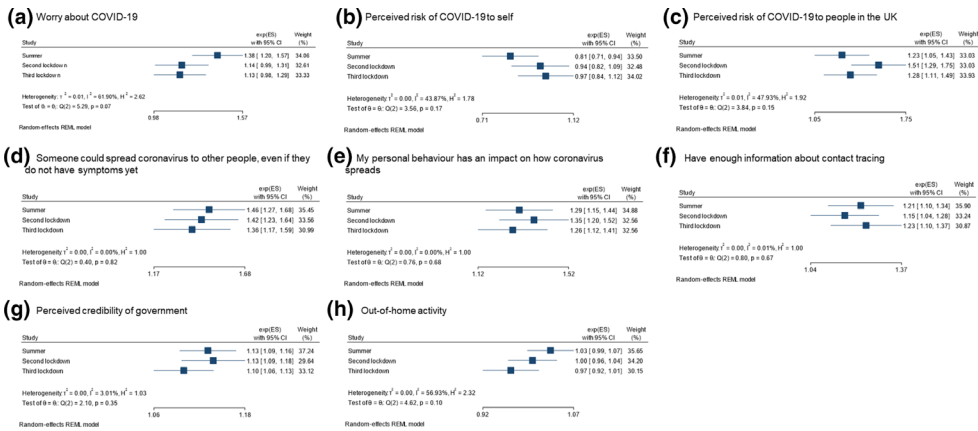 (a) Worry about COVID-19
exp(ES) Weight
Study with 95% CI (%)
Summer 1.38 [1.20, 1.57] 34.06
Second lockdown 1.14 [0.99, 1.31] 32.61
Third lockdown 1.13 [0.98, 1.29] 33.33
Heterogeneity: τ² = 0.01, I² = 61.90%, H² = 2.62
Test of θ = θ: Q(2) = 5.29, p = 0.07
0.98 1.57
Random-effects REML model
(b) Perceived risk of COVID-19 to self
exp(ES) Weight
Study with 95% CI (%)
Summer 0.81 [0.71, 0.94] 33.50
Second lockdown 0.94 [0.82, 1.09] 32.48
Third lockdown 0.97 [0.84, 1.12] 34.02
Heterogeneity: τ² = 0.00, I² = 43.87%, H² = 1.78
Test of θ = θ: Q(2) = 3.56, p = 0.17
0.71 1.12
Random-effects REML model
(c) Perceived risk of COVID-19 to people in the UK
exp(ES) Weight
Study with 95% CI (%)
Summer 1.23 [1.05, 1.43] 33.03
Second lockdown 1.51 [1.29, 1.75] 33.03
Third lockdown 1.28 [1.11, 1.49] 33.93
Heterogeneity: τ² = 0.01, I² = 47.93%, H² = 1.92
Test of θ = θ: Q(2) = 3.84, p = 0.15
1.05 1.75
Random-effects REML model
(d) Someone could spread coronavirus to other people, even if they
do not have symptoms yet
exp(ES) Weight
Study with 95% CI (%)
Summer 1.46 [1.27, 1.68] 35.45
Second lockdown 1.42 [1.23, 1.64] 33.56
Third lockdown 1.36 [1.17, 1.59] 30.99
Heterogeneity: τ² = 0.00, I² = 0.00%, H² = 1.00
Test of θ = θ: Q(2) = 0.40, p = 0.82
1.17 1.68
Random-effects REML model
(e) My personal behaviour has an impact on how coronavirus
spreads
exp(ES) Weight
Study with 95% CI (%)
Summer 1.29 [1.15, 1.44] 34.88
Second lockdown 1.35 [1.20, 1.52] 32.56
Third lockdown 1.26 [1.12, 1.41] 32.56
Heterogeneity: τ² = 0.00, I² = 0.00%, H² = 1.00
Test of θ = θ: Q(2) = 0.76, p = 0.68
1.12 1.52
Random-effects REML model
(f) Have enough information about contact tracing
exp(ES) Weight
Study with 95% CI (%)
Summer 1.21 [1.10, 1.34] 35.90
Second lockdown 1.15 [1.04, 1.28] 33.24
Third lockdown 1.23 [1.10, 1.37] 30.87
Heterogeneity: τ² = 0.00, I² = 0.01%, H² = 1.00
Test of θ = θ: Q(2) = 0.80, p = 0.67
1.04 1.37
Random-effects REML model
(g) Perceived credibility of government
exp(ES) Weight
Study with 95% CI (%)
Summer 1.13 [1.09, 1.16] 37.24
Second lockdown 1.13 [1.09, 1.18] 29.64
Third lockdown 1.10 [1.06, 1.13] 33.12
Heterogeneity: τ² = 0.00, I² = 3.01%, H² = 1.03
Test of θ = θ: Q(2) = 2.10, p = 0.35
1.06 1.18
Random-effects REML model
(h) Out-of-home activity
exp(ES) Weight
Study with 95% CI (%)
Summer 1.03 [0.99, 1.07] 35.65
Second lockdown 1.00 [0.96, 1.04] 34.20
Third lockdown 0.97 [0.92, 1.01] 30.15
Heterogeneity: τ² = 0.00, I² = 56.93%, H² = 2.32
Test of θ = θ: Q(2) = 4.62, p = 0.10
0.92 1.07
Random-effects REML model